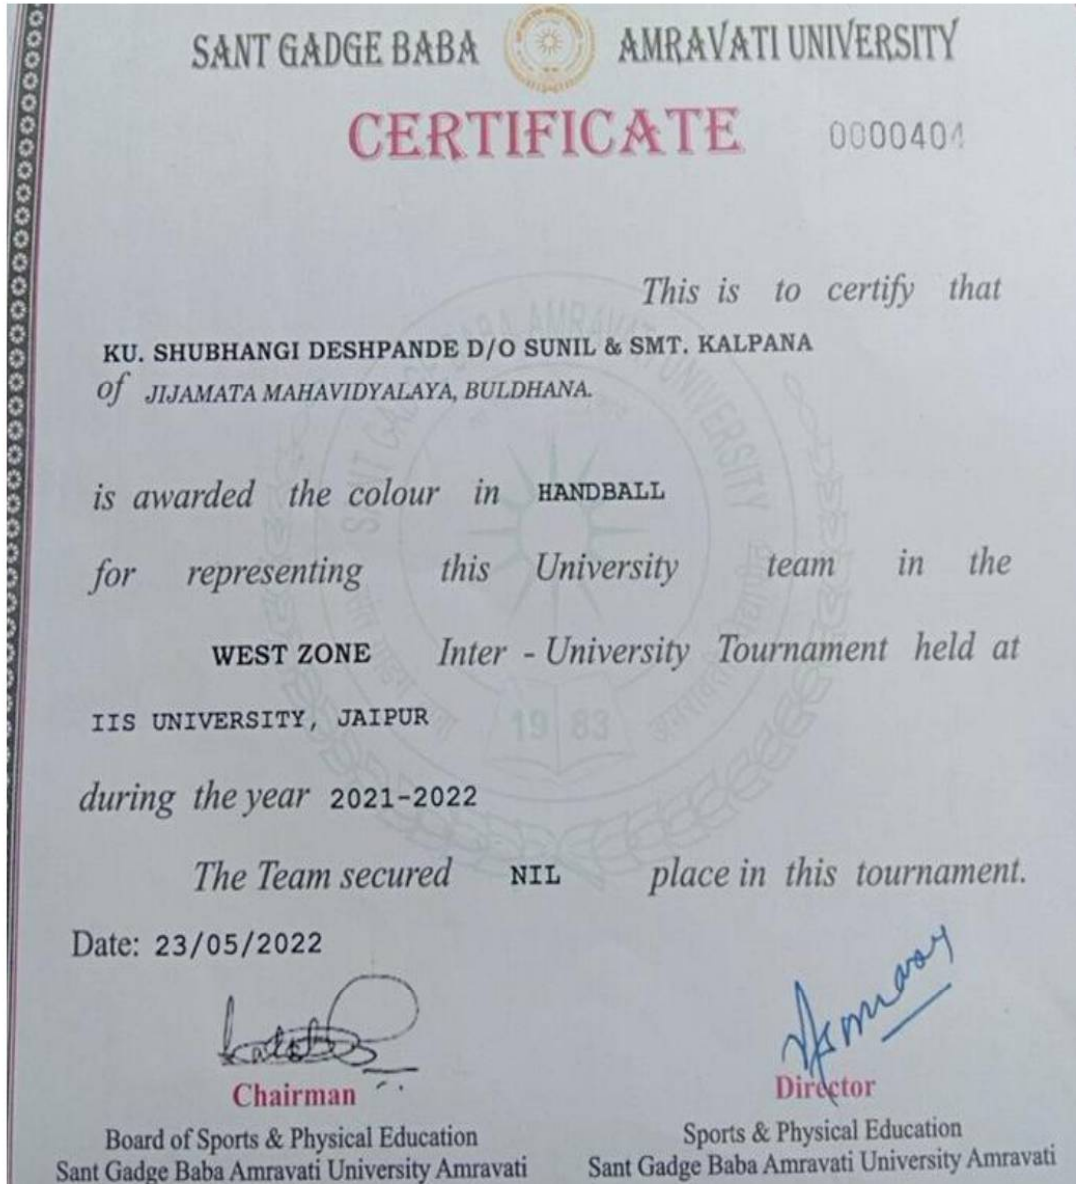 SANT GADGE BABA AMRAVATI UNIVERSITY
CERTIFICATE 0000404
This is to certify that
KU. SHUBHANGI DESHPANDE D/O SUNIL & SMT. KALPANA
of JIJAMATA MAHAVIDYALAYA, BULDHANA.
is awarded the colour in HANDBALL
for representing this University team in the
WEST ZONE Inter - University Tournament held at
IIS UNIVERSITY, JAIPUR
19 83
during the year 2021-2022
The Team secured NIL place in this tournament.
Date: 23/05/2022
Chairman Director
Board of Sports & Physical Education Sports & Physical Education
Sant Gadge Baba Amravati University Amravati Sant Gadge Baba Amravati University Amravati